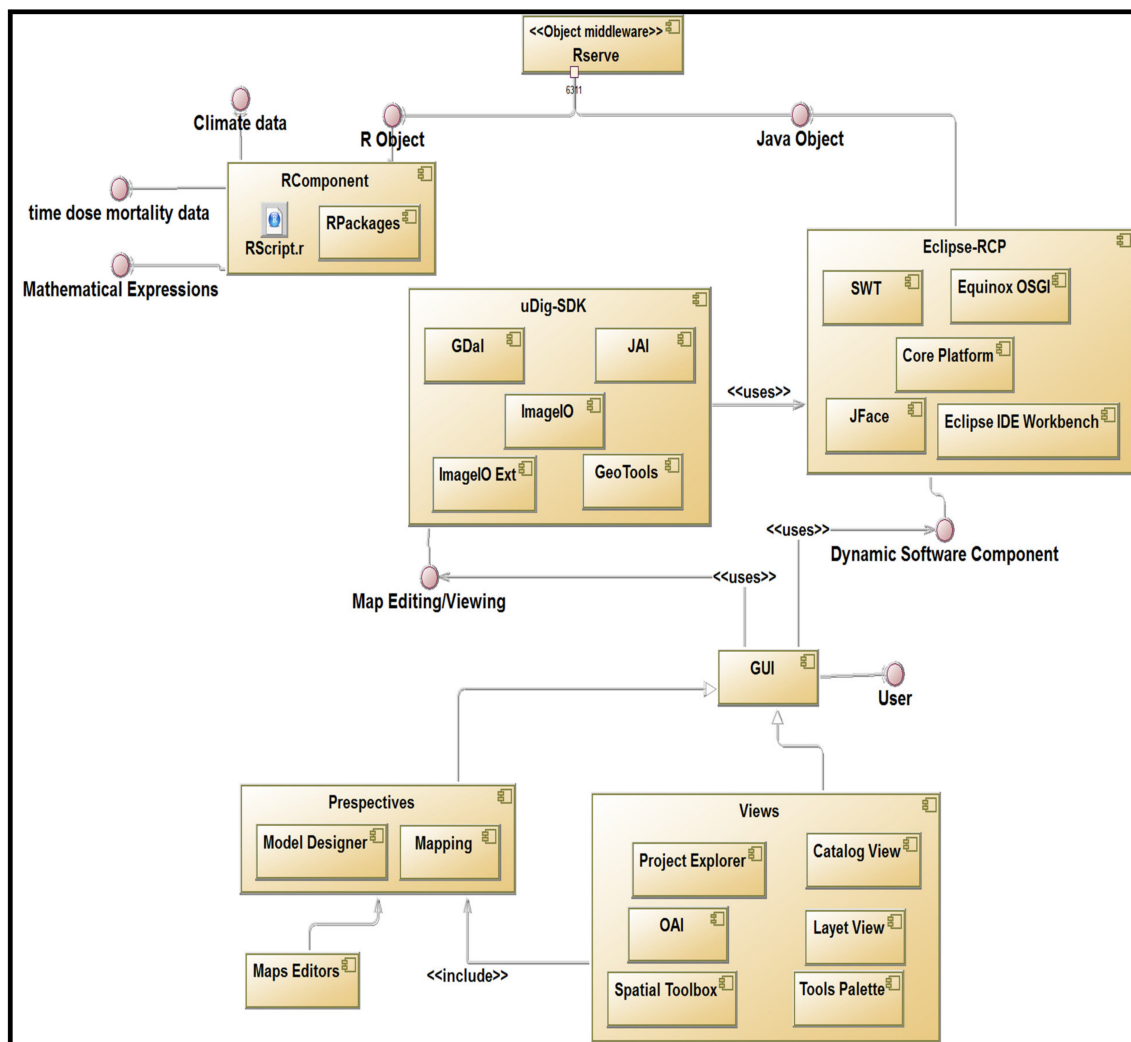 <<Object middleware>>
Rserve
6311
Climate data
R Object
Java Object
RComponent
time dose mortality data
RPackages
RScript.r
Mathematical Expressions
Eclipse-RCP
SWT
Equinox OSGI
Core Platform
JFace
Eclipse IDE Workbench
uDig-SDK
GDal
JAI
ImageIO
ImageIO Ext
GeoTools
<<uses>>
<<uses>>
Dynamic Software Component
<<uses>>
Map Editing/Viewing
GUI
User
Prespectives
Model Designer
Mapping
Views
Project Explorer
Catalog View
OAI
Layet View
Spatial Toolbox
Tools Palette
Maps Editors
<<include>>